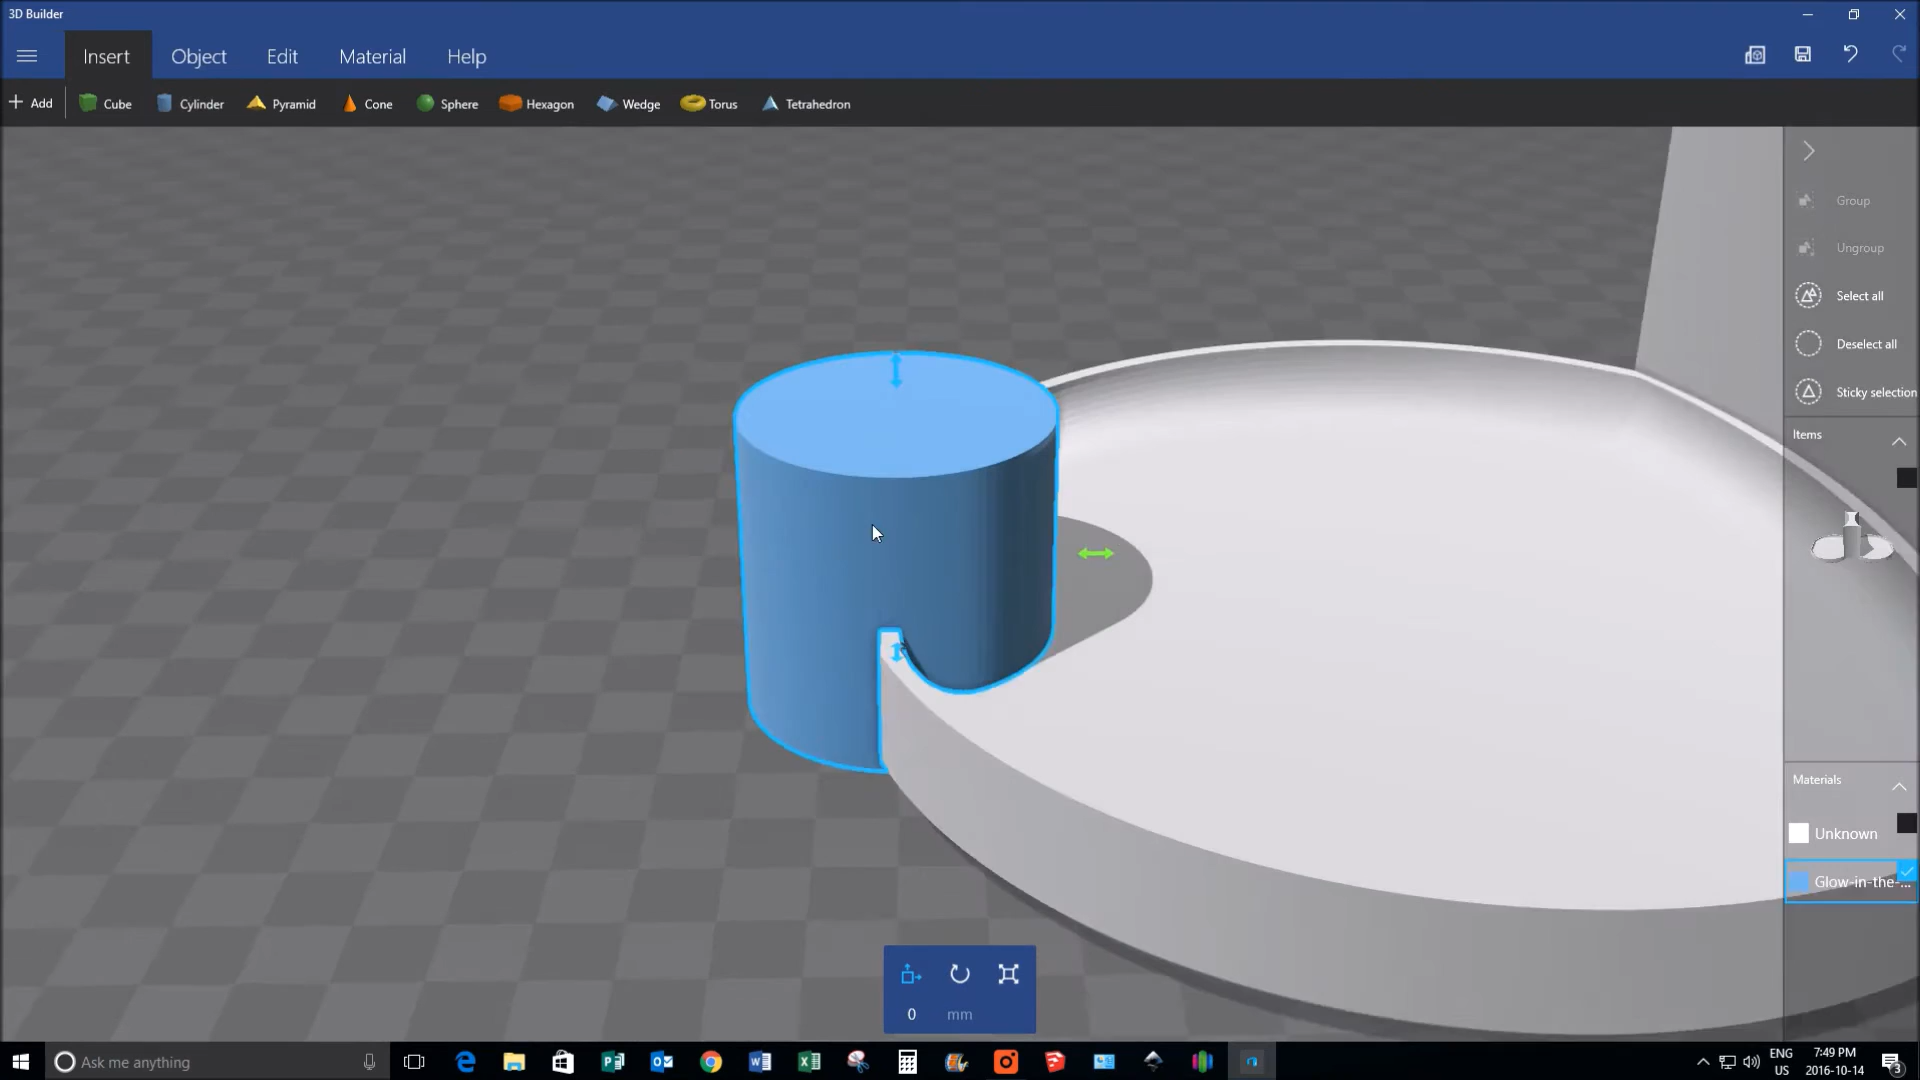 3D Builder
Insert Object Edit Material Help
Add Cube Cylinder Pyramid Cone Sphere Hexagon Wedge Torus Tetrahedron
Group
Ungroup
Select all
Deselect all
Sticky selection
Items
Materials
Unknown
Glow-in-the-...
0 mm
Ask me anything
ENG
US
7:49 PM
2016-10-14
3